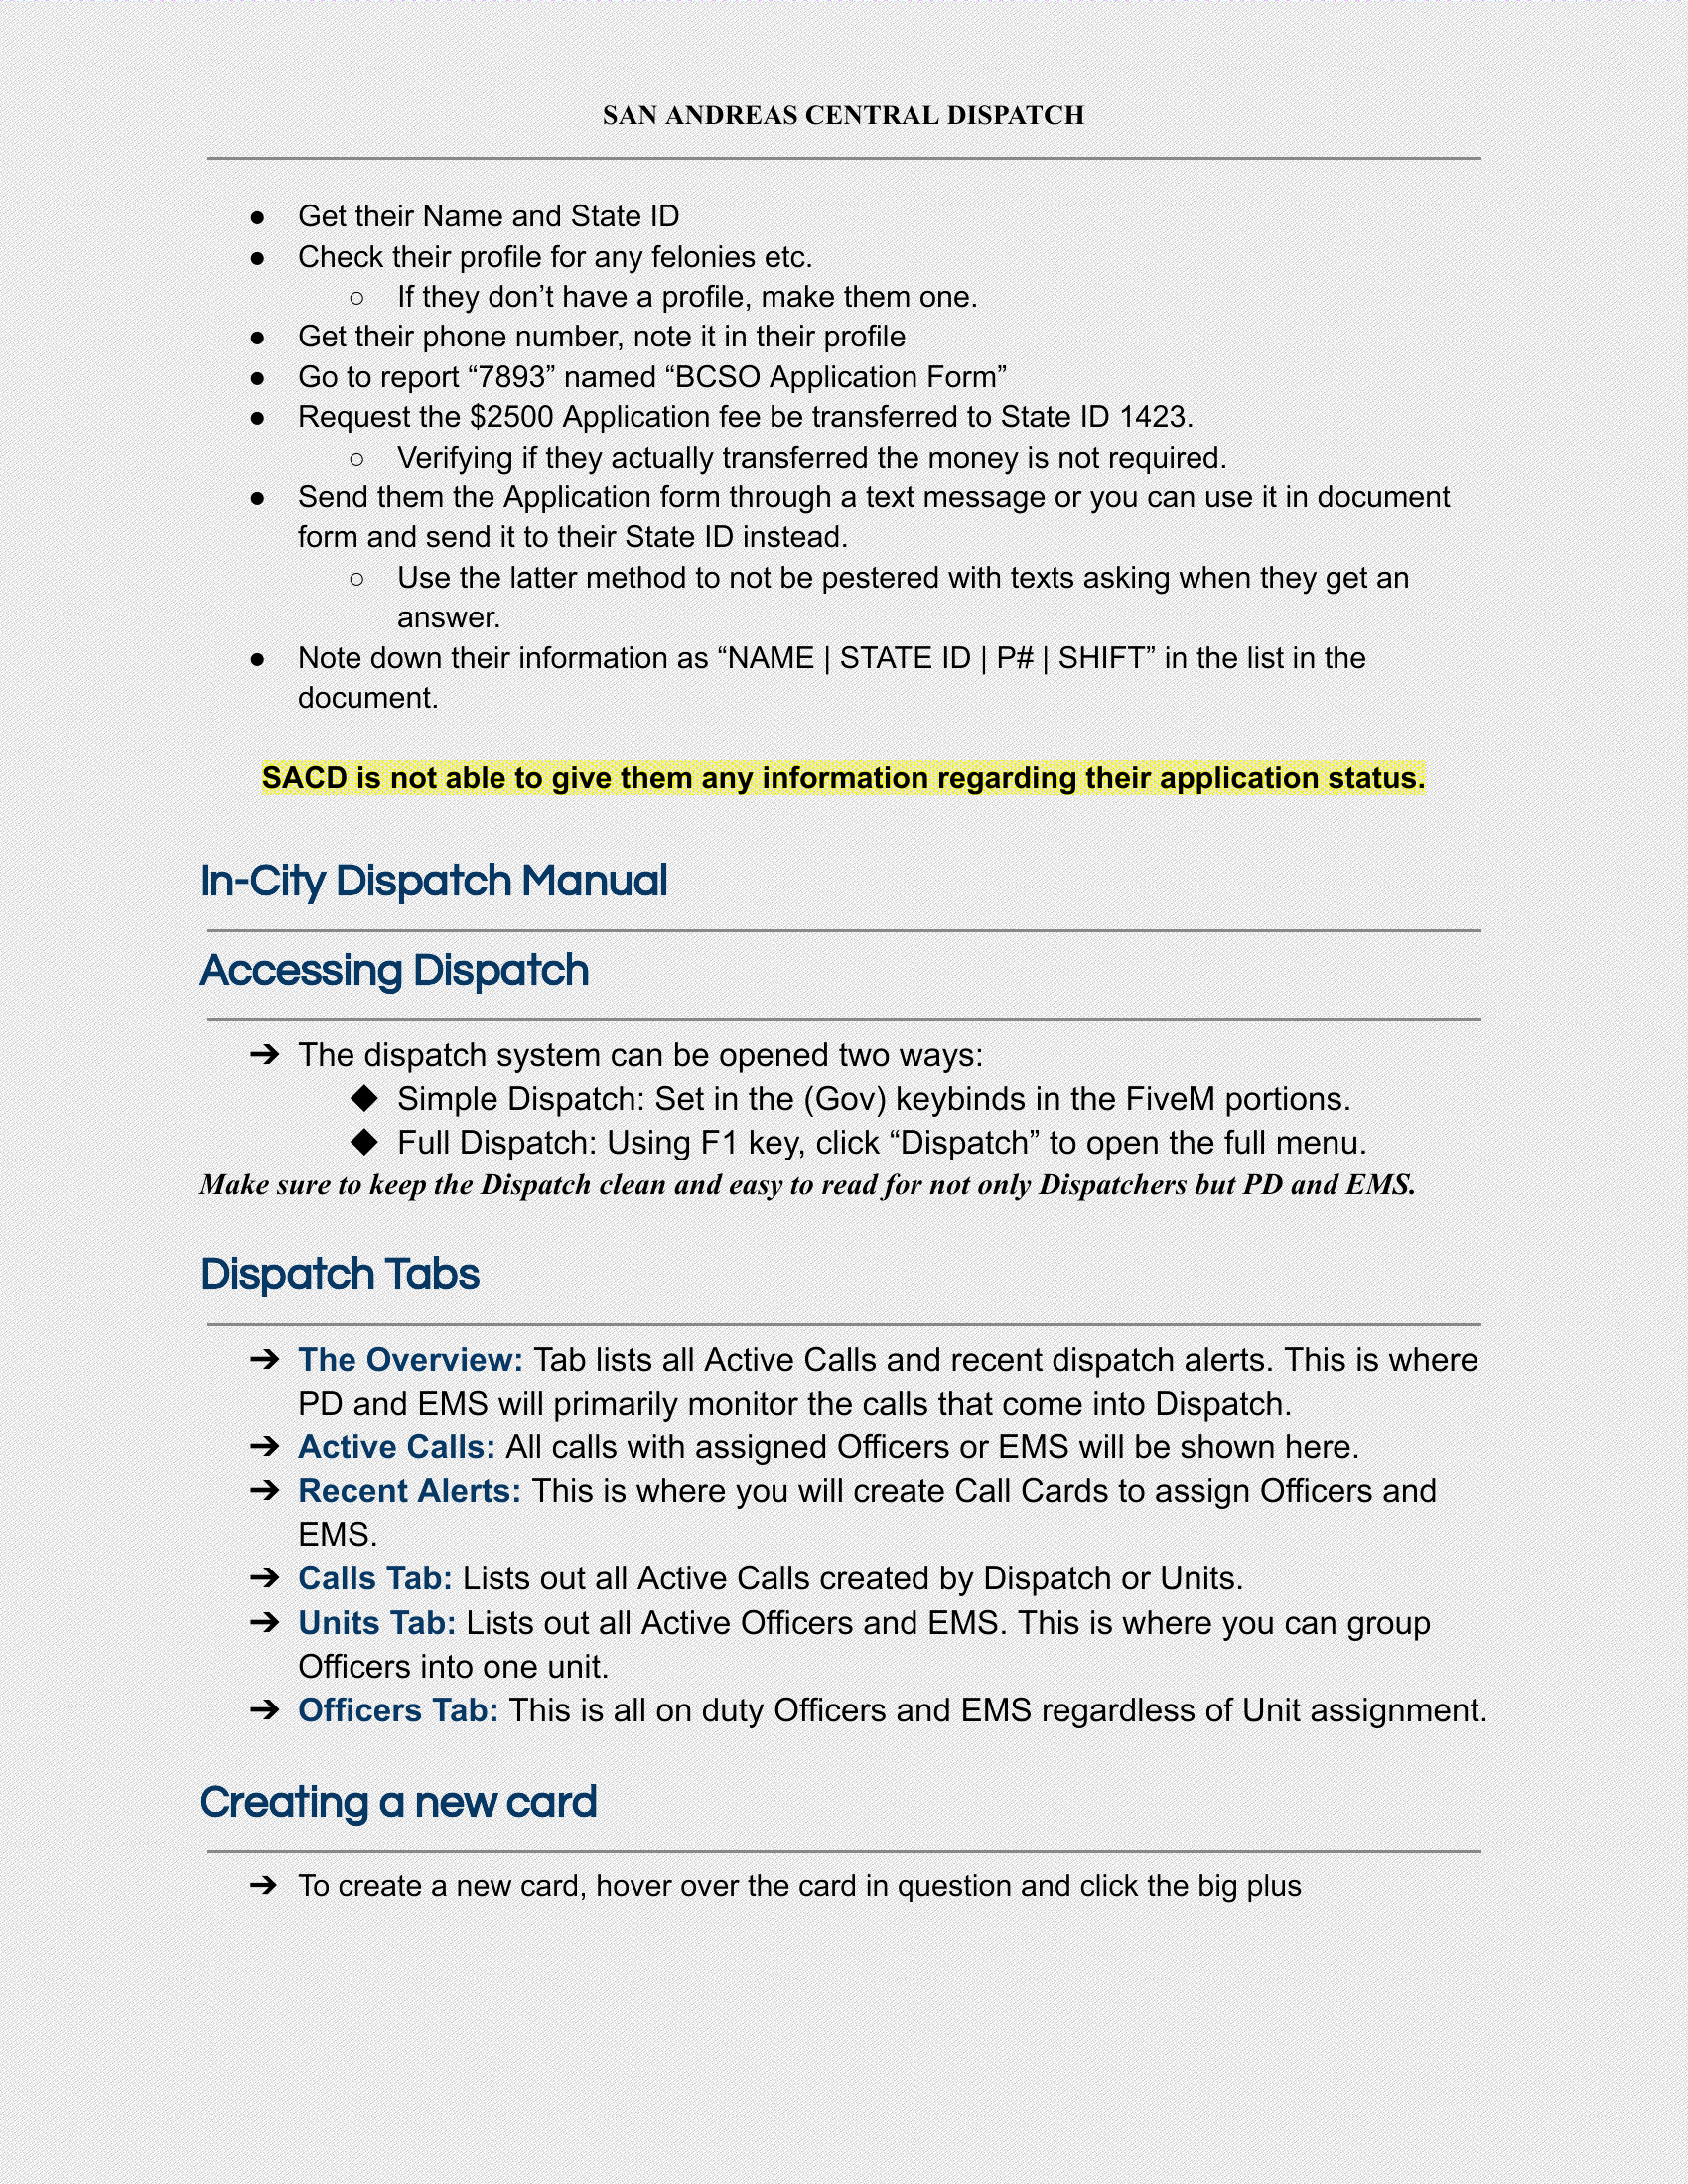 SAN ANDREAS CENTRAL DISPATCH
● Get their Name and State ID
● Check their profile for any felonies etc.
○ If they don’t have a profile, make them one.
● Get their phone number, note it in their profile
● Go to report “7893” named “BCSO Application Form”
● Request the $2500 Application fee be transferred to State ID 1423.
○ Verifying if they actually transferred the money is not required.
● Send them the Application form through a text message or you can use it in document
form and send it to their State ID instead.
○ Use the latter method to not be pestered with texts asking when they get an
answer.
● Note down their information as “NAME | STATE ID | P# | SHIFT” in the list in the
document.
SACD is not able to give them any information regarding their application status.
In-City Dispatch Manual
Accessing Dispatch
➔ The dispatch system can be opened two ways:
◆ Simple Dispatch: Set in the (Gov) keybinds in the FiveM portions.
◆ Full Dispatch: Using F1 key, click “Dispatch” to open the full menu.
Make sure to keep the Dispatch clean and easy to read for not only Dispatchers but PD and EMS.
Dispatch Tabs
➔ The Overview: Tab lists all Active Calls and recent dispatch alerts. This is where
PD and EMS will primarily monitor the calls that come into Dispatch.
➔ Active Calls: All calls with assigned Officers or EMS will be shown here.
➔ Recent Alerts: This is where you will create Call Cards to assign Officers and
EMS.
➔ Calls Tab: Lists out all Active Calls created by Dispatch or Units.
➔ Units Tab: Lists out all Active Officers and EMS. This is where you can group
Officers into one unit.
➔ Officers Tab: This is all on duty Officers and EMS regardless of Unit assignment.
Creating a new card
➔ To create a new card, hover over the card in question and click the big plus